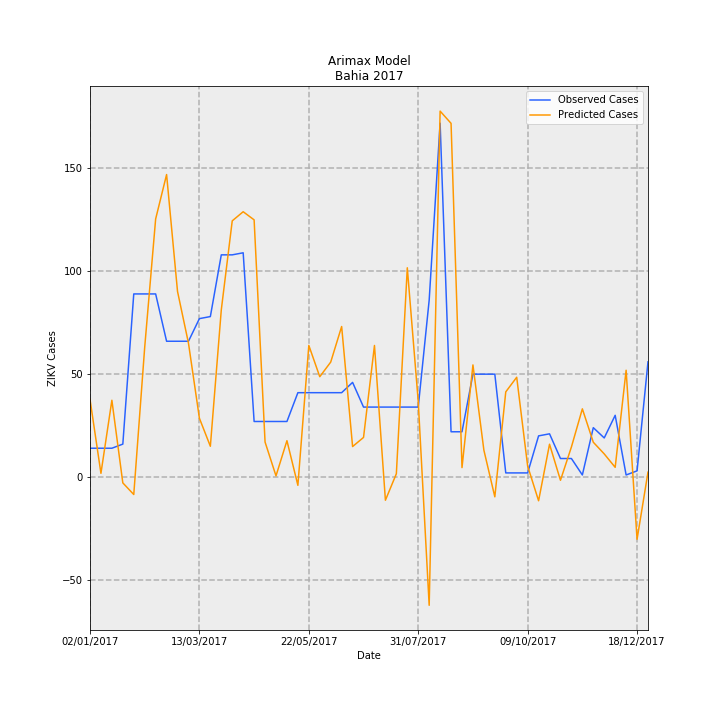 Arimax Model
Bahia 2017
Observed Cases
Predicted Cases
ZIKV Cases
150
100
50
0
−50
02/01/2017 13/03/2017 22/05/2017 31/07/2017 09/10/2017 18/12/2017
Date